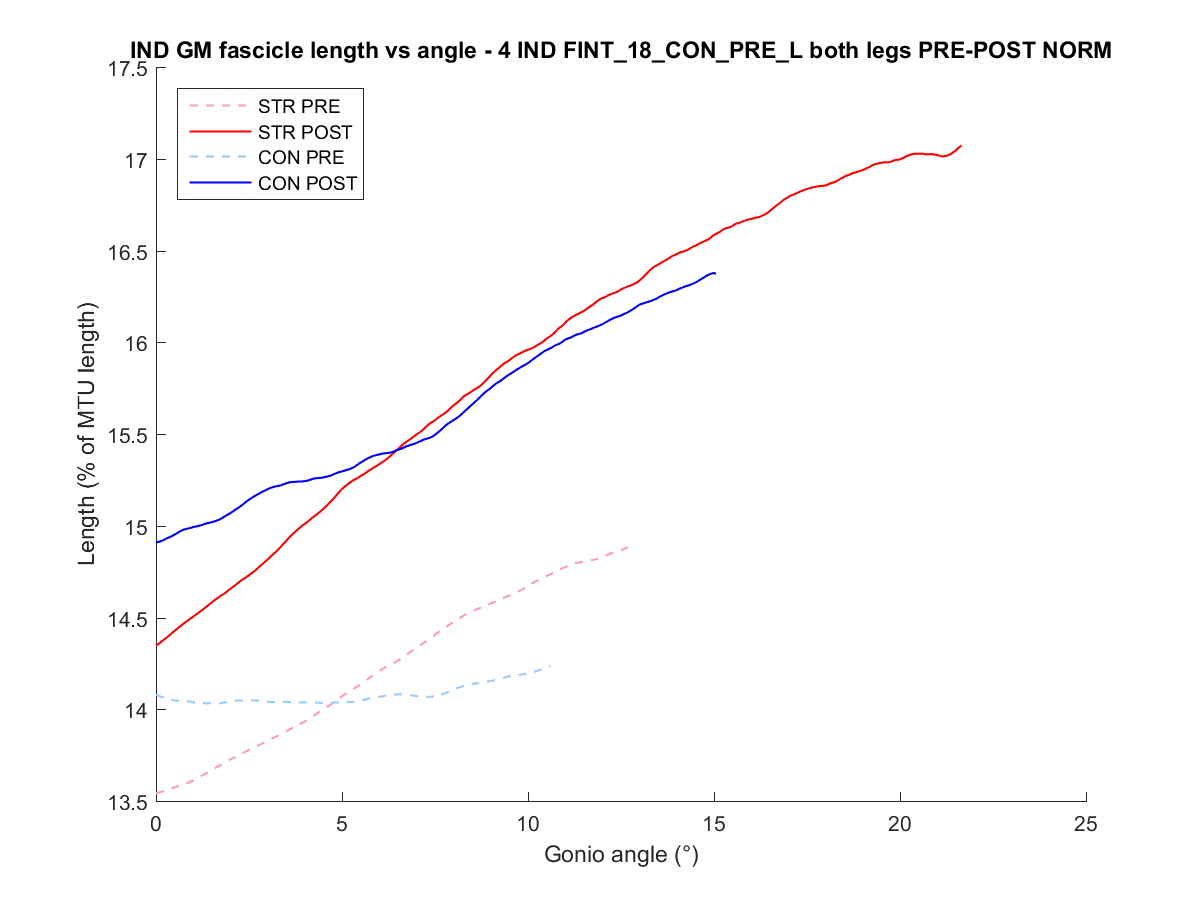 IND GM fascicle length vs angle - 4 IND FINT_18_CON_PRE_L both legs PRE-POST NORM
17.5
17
16.5
16
15.5
15
14.5
14
13.5
Length (% of MTU length)
STR PRE
STR POST
CON PRE
CON POST
0 5 10 15 20 25
Gonio angle (°)